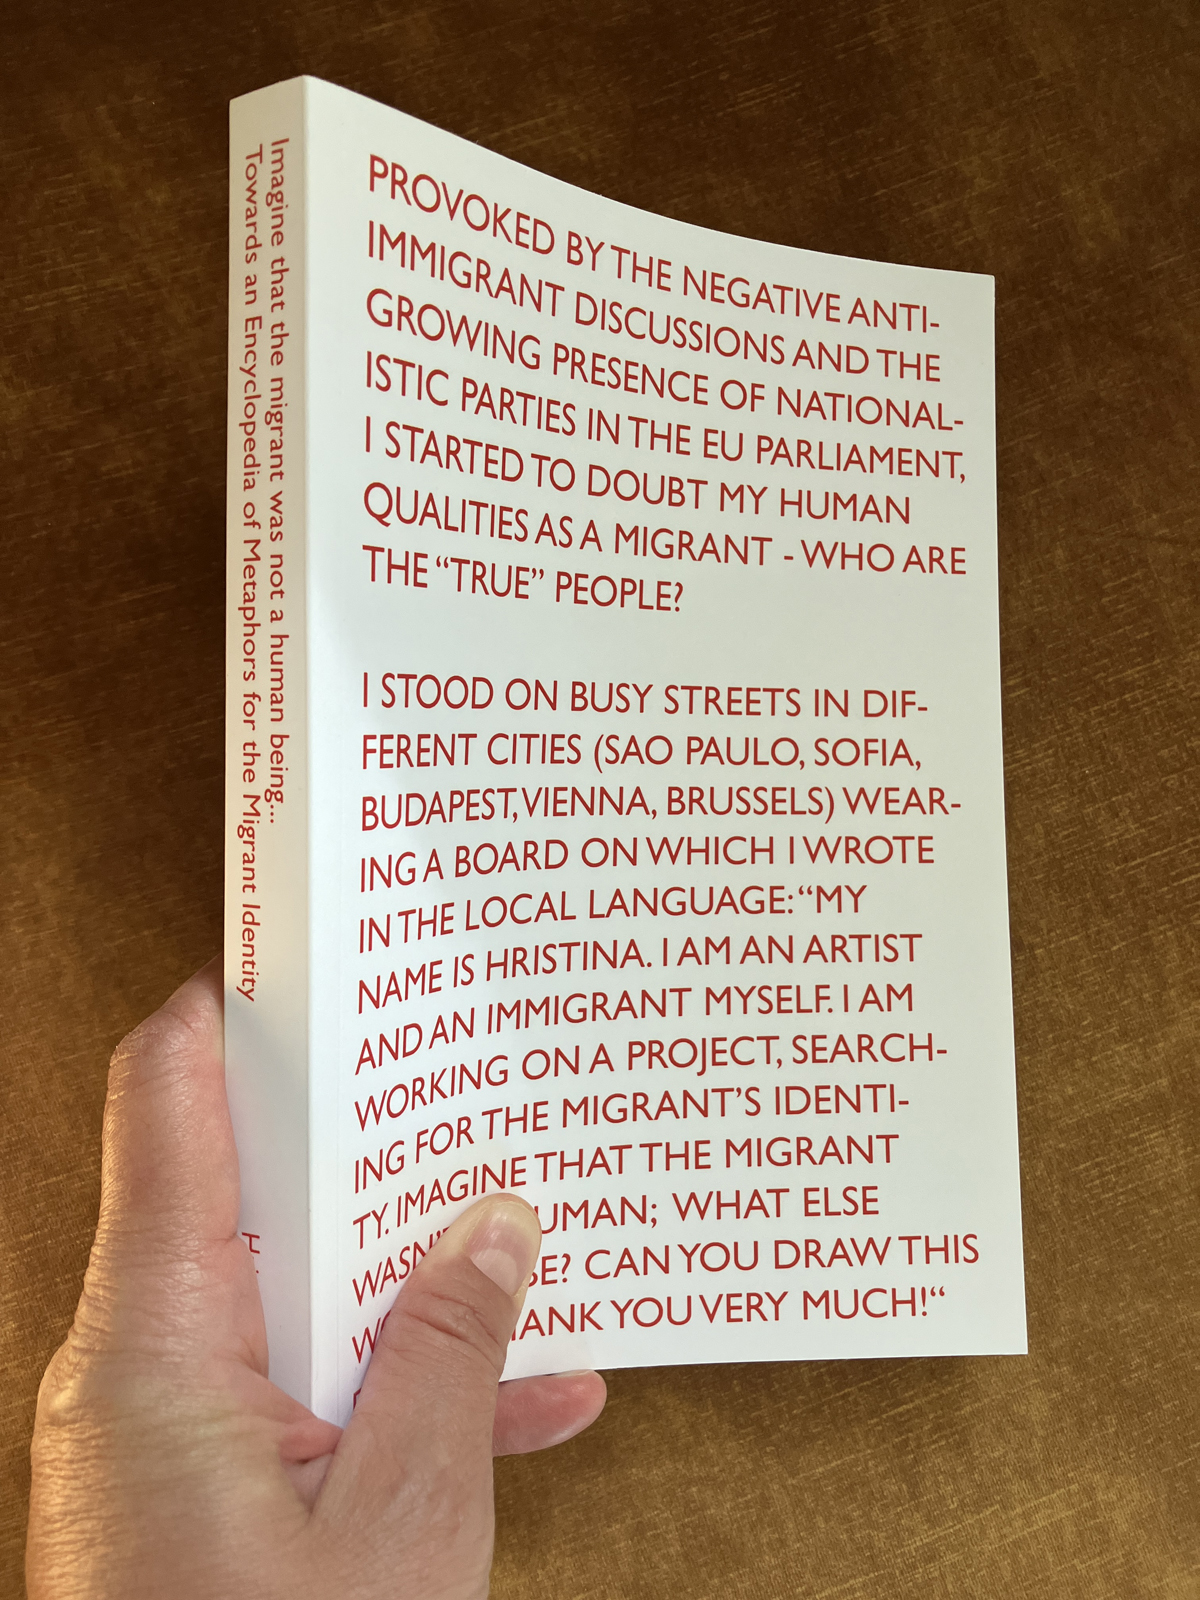 Imagine that the migrant was not a human being...
Towards an Encyclopedia of Metaphors for the Migrant Identity
H.
PROVOKED BY THE NEGATIVE ANTI-
IMMIGRANT DISCUSSIONS AND THE
GROWING PRESENCE OF NATIONAL-
ISTIC PARTIES IN THE EU PARLIAMENT,
I STARTED TO DOUBT MY HUMAN
QUALITIES AS A MIGRANT - WHO ARE
THE “TRUE” PEOPLE?
I STOOD ON BUSY STREETS IN DIF-
FERENT CITIES (SAO PAULO, SOFIA,
BUDAPEST, VIENNA, BRUSSELS) WEAR-
ING A BOARD ON WHICH I WROTE
IN THE LOCAL LANGUAGE: “MY
NAME IS HRISTINA. I AM AN ARTIST
AND AN IMMIGRANT MYSELF. I AM
WORKING ON A PROJECT, SEARCH-
ING FOR THE MIGRANT’S IDENTI-
TY. IMAGINE THAT THE MIGRANT
WHAT ELSE
CAN YOU DRAW THIS
YOU VERY MUCH!“